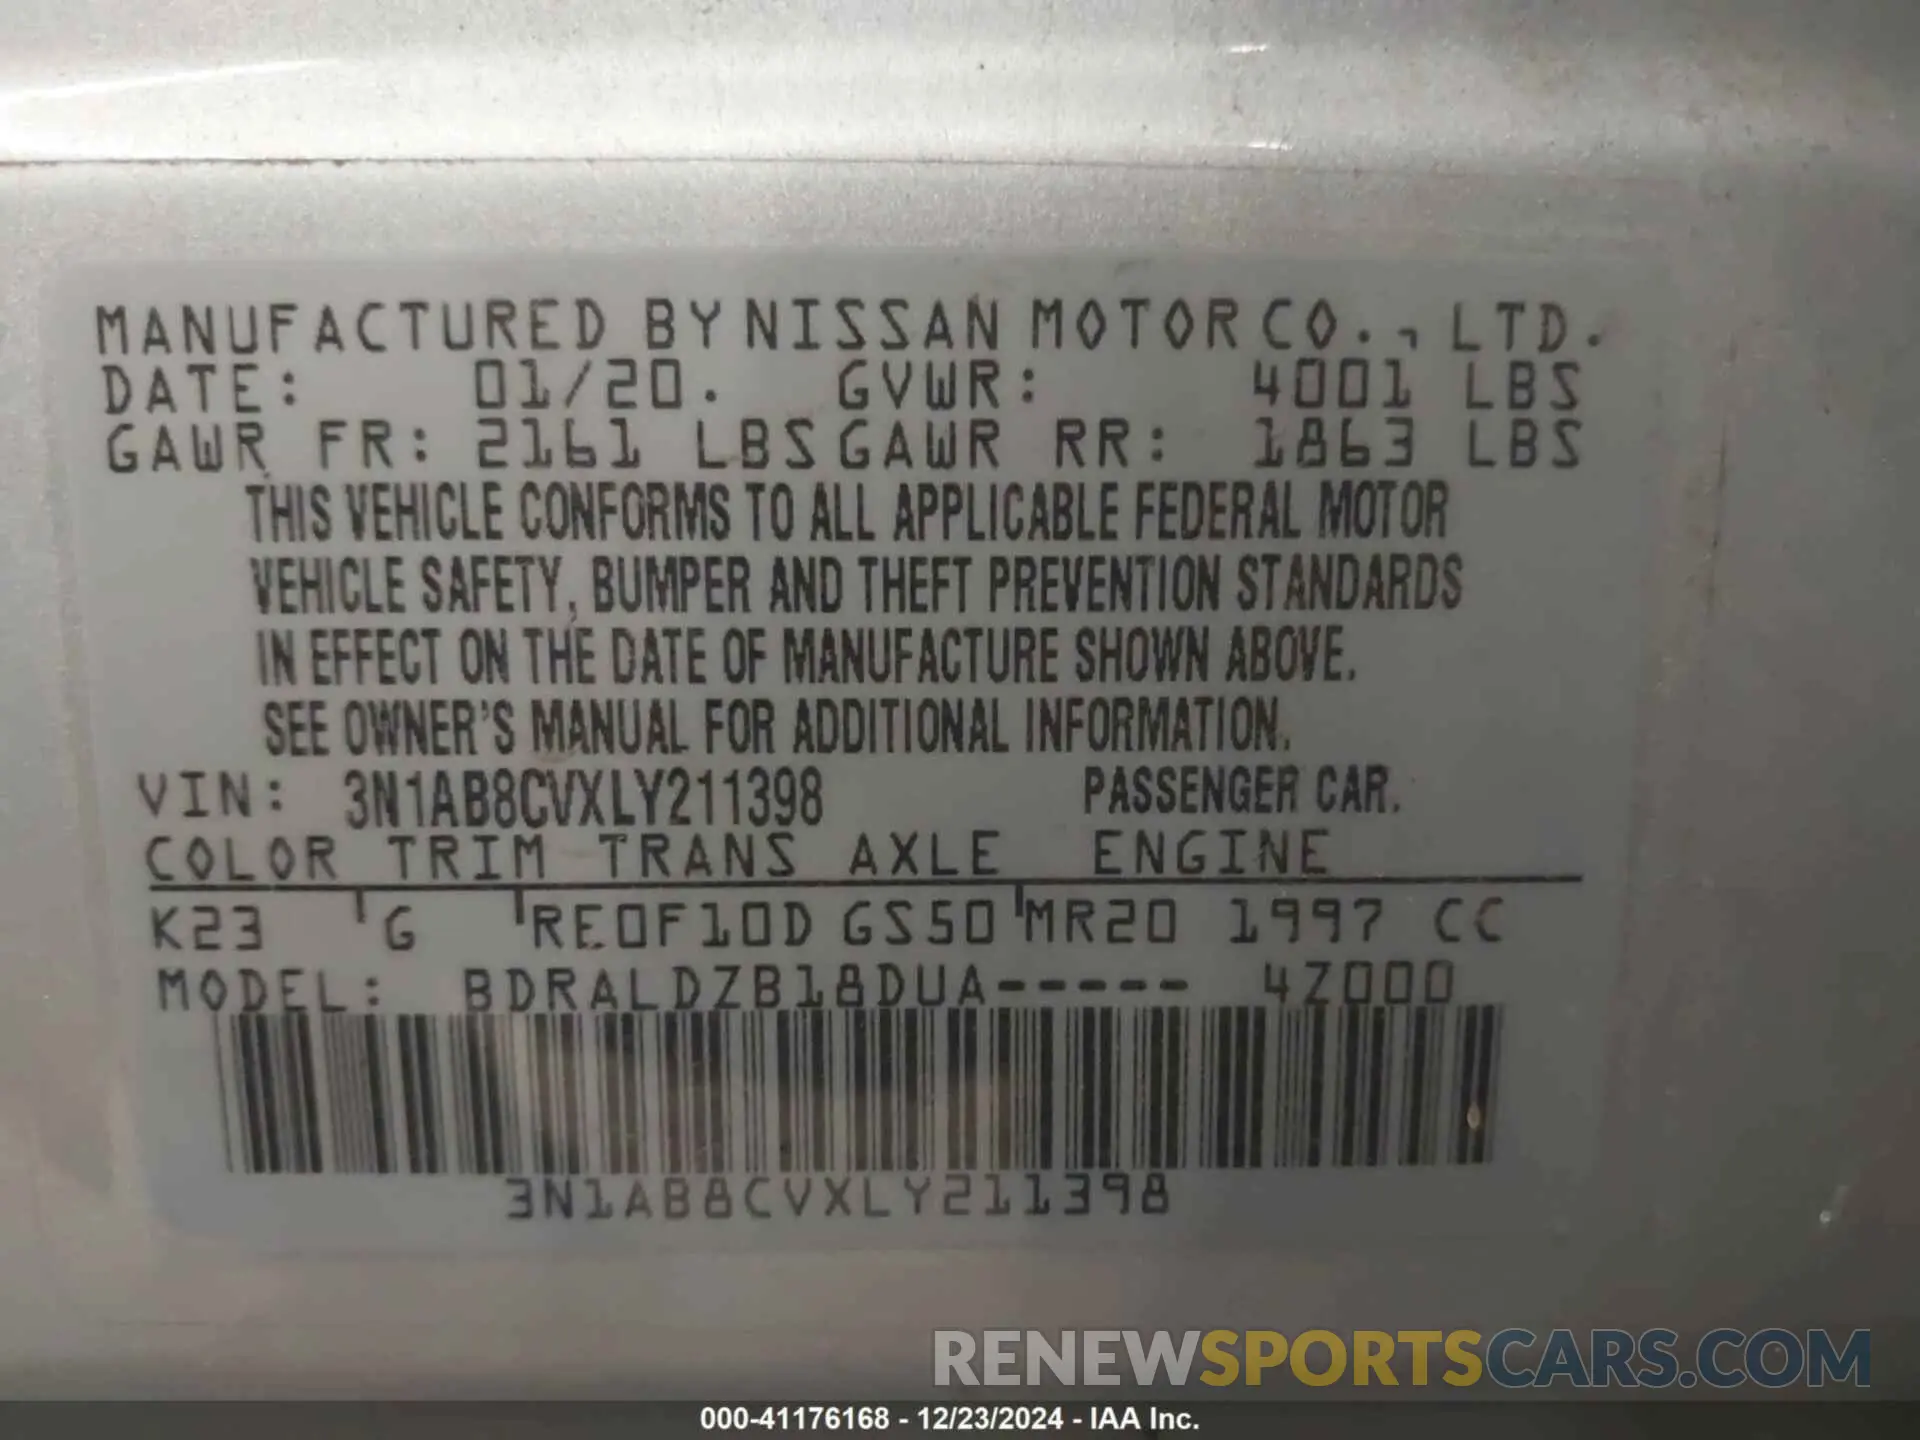 MANUFACTURED BY NISSAN MOTOR CO., LTD.
DATE: 01/20. GVWR: 4001 LBS
GAWR FR: 2161 LBS GAWR RR: 1863 LBS
THIS VEHICLE CONFORMS TO ALL APPLICABLE FEDERAL MOTOR
VEHICLE SAFETY, BUMPER AND THEFT PREVENTION STANDARDS
IN EFFECT ON THE DATE OF MANUFACTURE SHOWN ABOVE.
SEE OWNER'S MANUAL FOR ADDITIONAL INFORMATION.
VIN: 3N1AB8CVXLY211398 PASSENGER CAR.
COLOR TRIM TRANS AXLE ENGINE
K23 G RE0F10D GS50 MR20 1997 CC
MODEL: BDRALDZB18DUA----- 4Z000
3N1AB8CVXLY211398
RENEWSPORTSCARS.COM
000-41176168 - 12/23/2024 - IAA Inc.